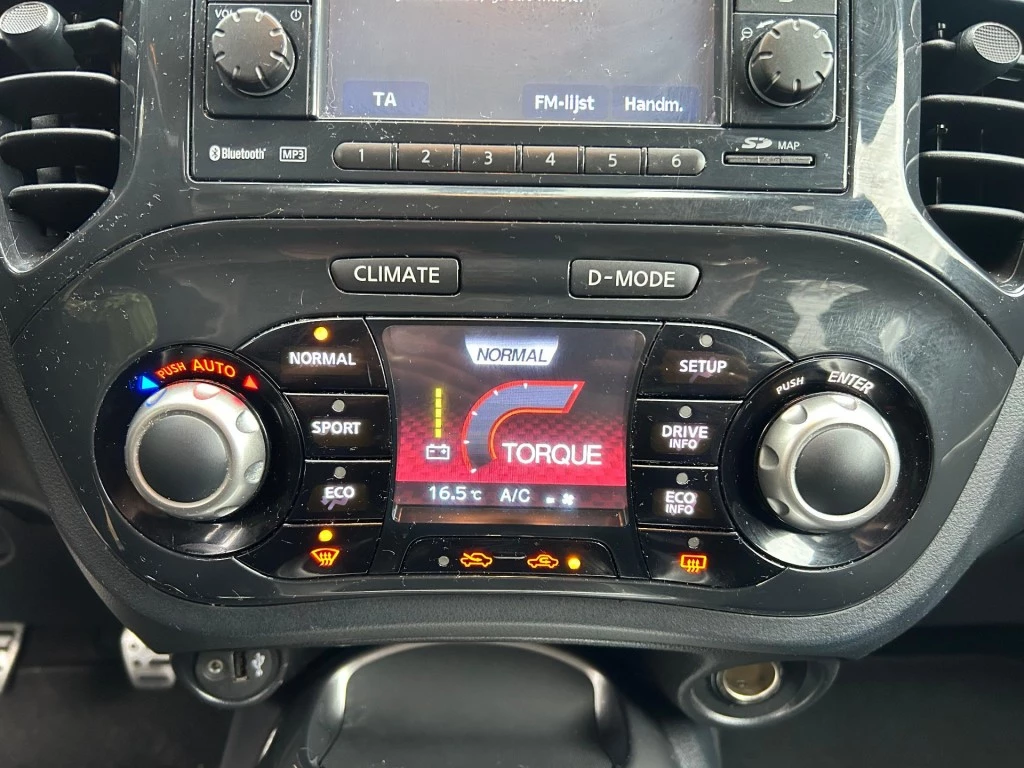 VOL
TA
FM-lijst
Handm.
Bluetooth
MP3
1
2
3
4
5
6
SD
MAP
CLIMATE
D-MODE
PUSH AUTO
NORMAL
NORMAL
SETUP
PUSH ENTER
SPORT
TORQUE
DRIVE
INFO
ECO
16.5°C A/C
ECO
INFO